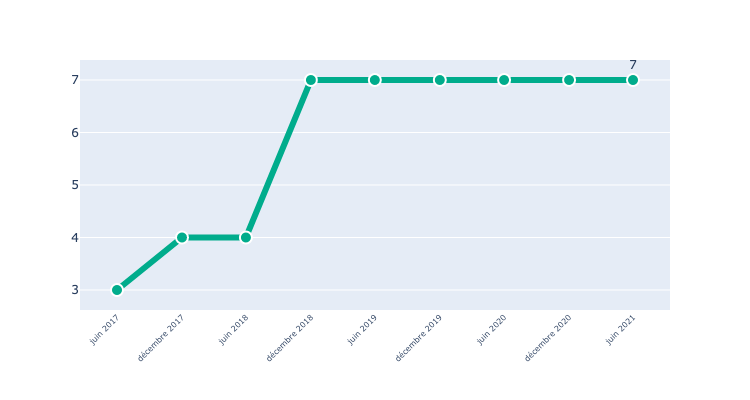 7
7
6
5
4
3
juin 2017
décembre 2017
juin 2018
décembre 2018
juin 2019
décembre 2019
juin 2020
décembre 2020
juin 2021